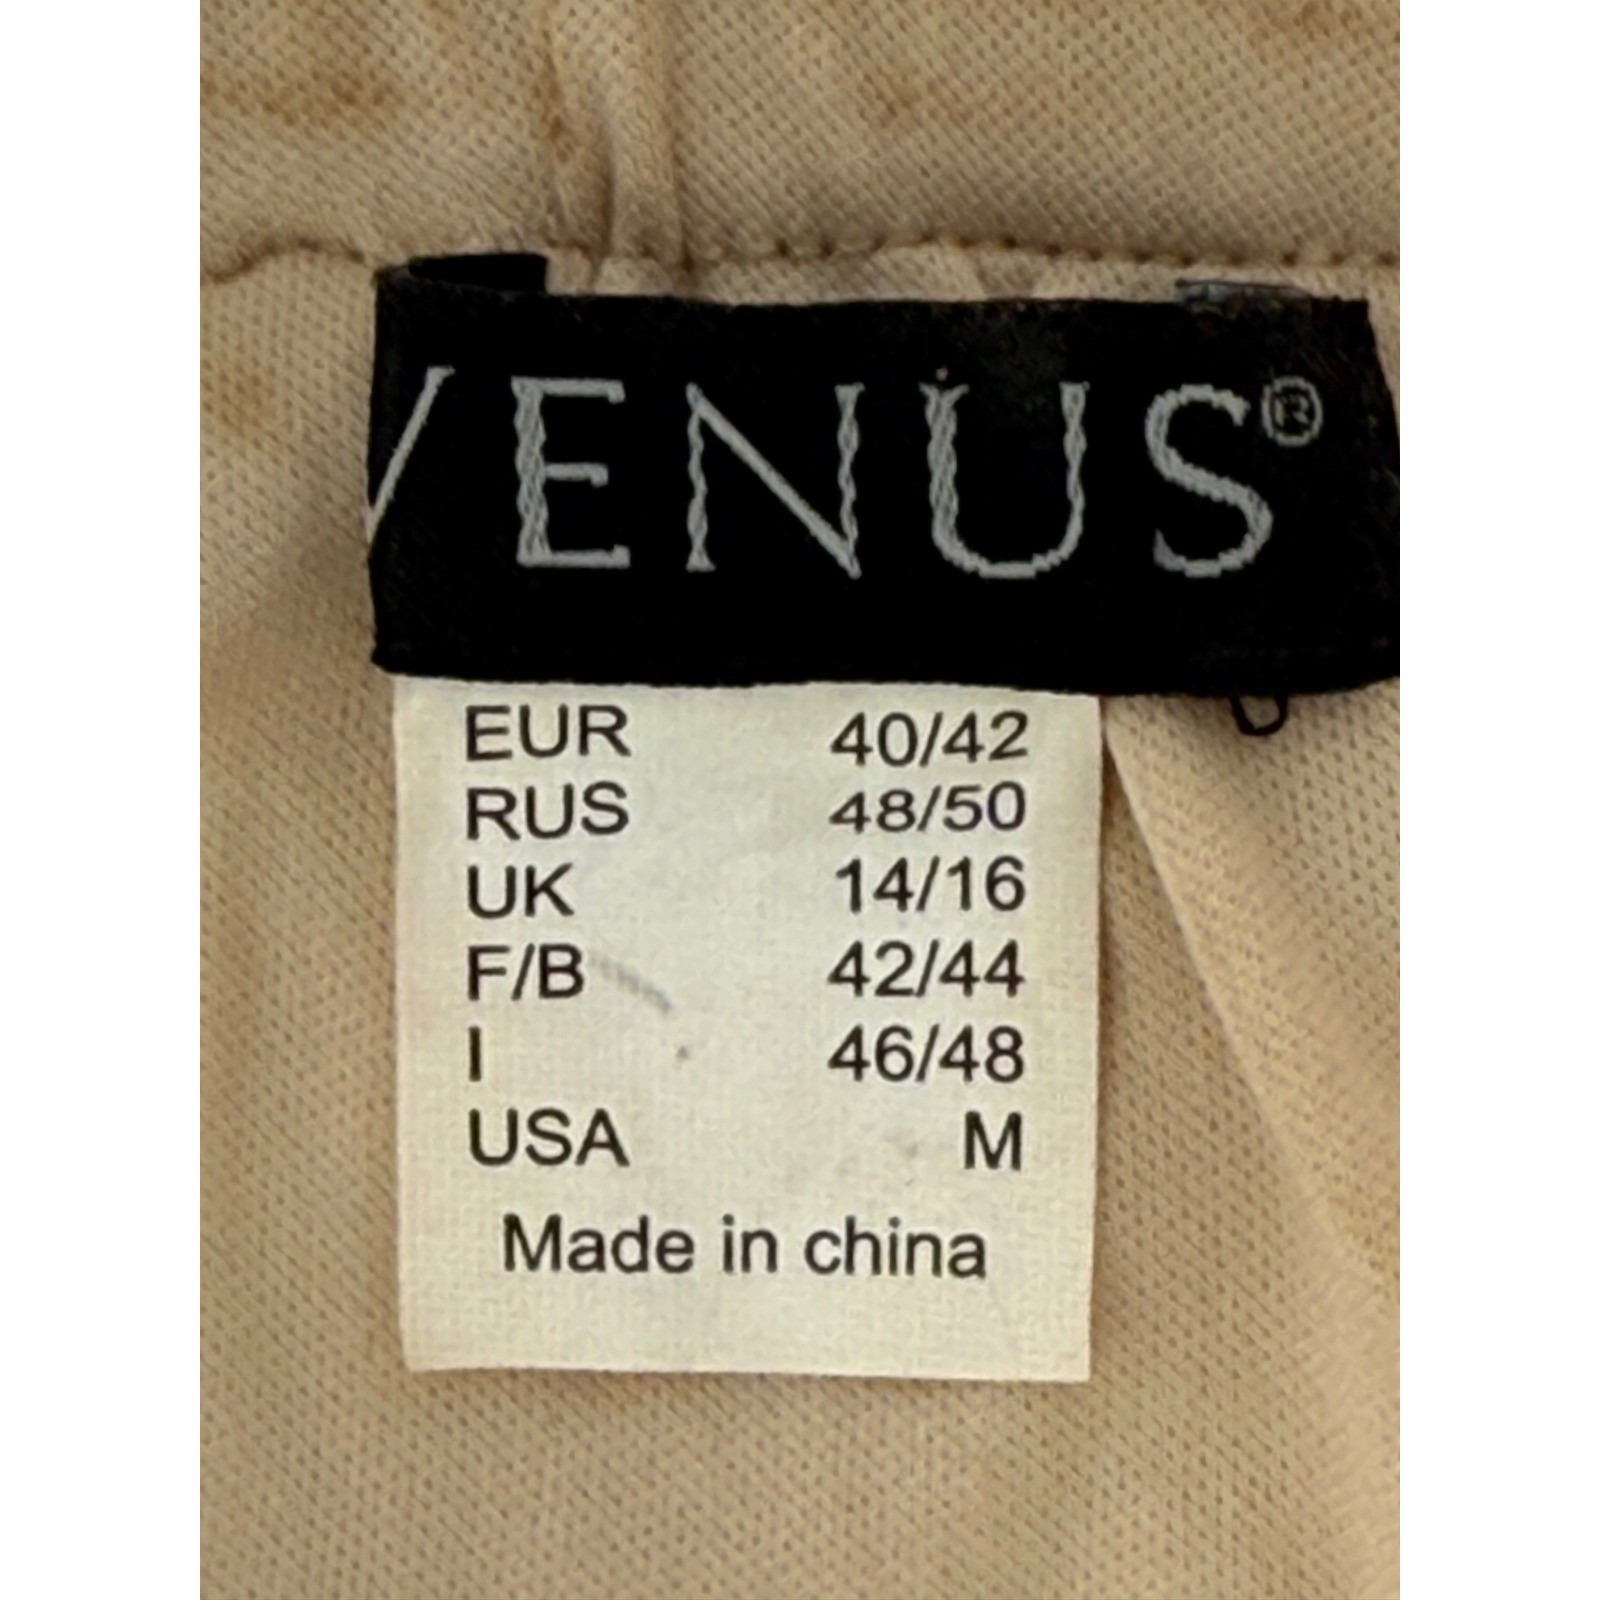 VENUS®
EUR 40/42
RUS 48/50
UK 14/16
F/B 42/44
I 46/48
USA M
Made in china